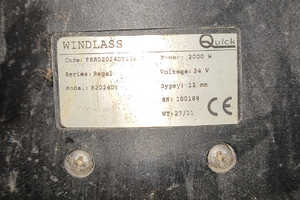 WINDLASS Quick
Code: FSR02024DY12A Power: 2000 W
Series: Regal Voltage: 24 V
Model: R2024DY Gypsy: 12 mm
SN: 100189
WY: 27/11 CE